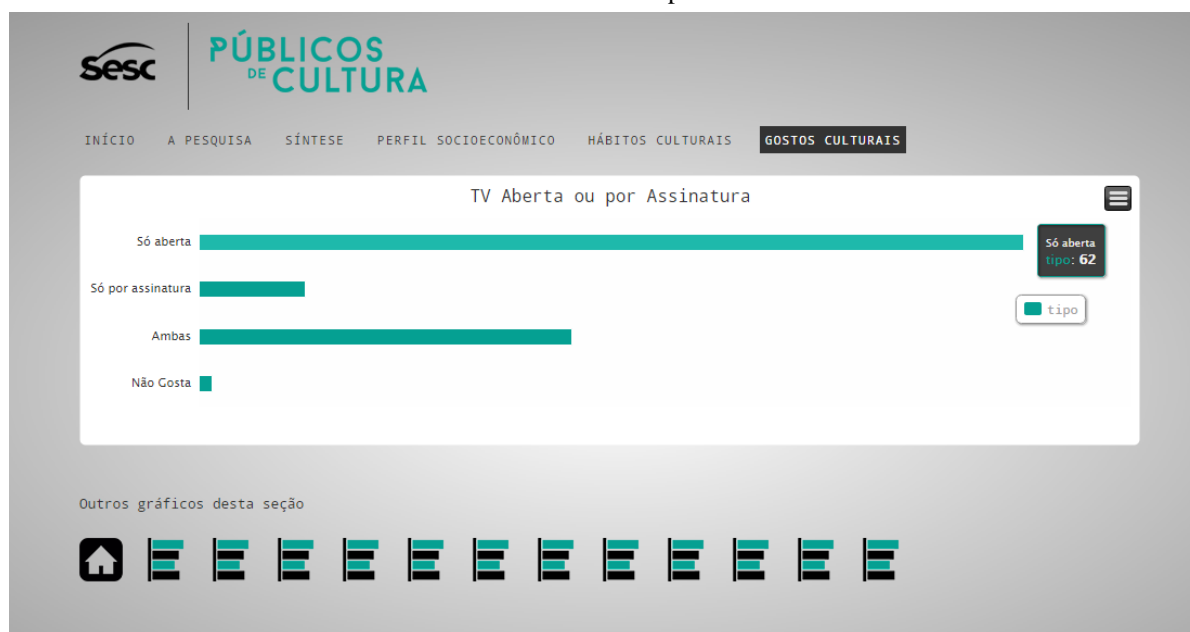 Sesc
PÚBLICOS
DE CULTURA
INÍCIO A PESQUISA SÍNTESE PERFIL SOCIOECONÔMICO HÁBITOS CULTURAIS GOSTOS CULTURAIS
TV Aberta ou por Assinatura
Só aberta
Só aberta
tipo: 62
Só por assinatura
tipo
Ambas
Não Gosta
Outros gráficos desta seção